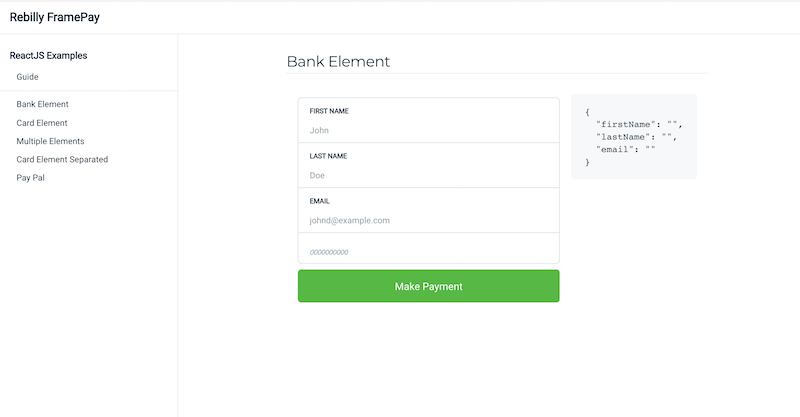 Rebilly FramePay
ReactJS Examples
Guide
Bank Element
Card Element
Multiple Elements
Card Element Separated
Pay Pal
Bank Element
FIRST NAME
John
LAST NAME
Doe
EMAIL
johnd@example.com
0000000000
Make Payment
{
"firstName": "",
"lastName": "",
"email": ""
}